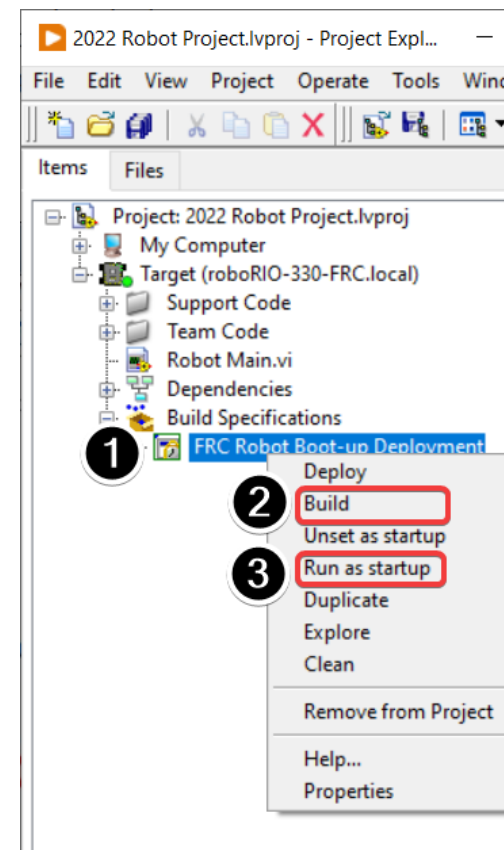 2022 Robot Project.lvproj - Project Expl...
File Edit View Project Operate Tools Wind
Items Files
Project: 2022 Robot Project.lvproj
My Computer
Target (roboRIO-330-FRC.local)
Support Code
Team Code
Robot Main.vi
Dependencies
Build Specifications
1 FRC Robot Boot-up Deployment
Deploy
2 Build
Unset as startup
3 Run as startup
Duplicate
Explore
Clean
Remove from Project
Help...
Properties